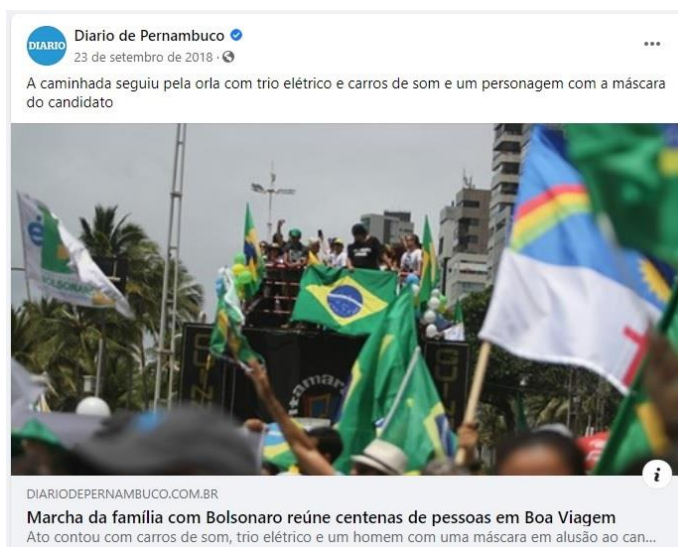 DIARIO
Diario de Pernambuco
23 de setembro de 2018 ·
A caminhada seguiu pela orla com trio elétrico e carros de som e um personagem com a máscara
do candidato
é
BOLSONARO
DIARIODEPERNAMBUCO.COM.BR
Marcha da família com Bolsonaro reúne centenas de pessoas em Boa Viagem
Ato contou com carros de som, trio elétrico e um homem com uma máscara em alusão ao can...